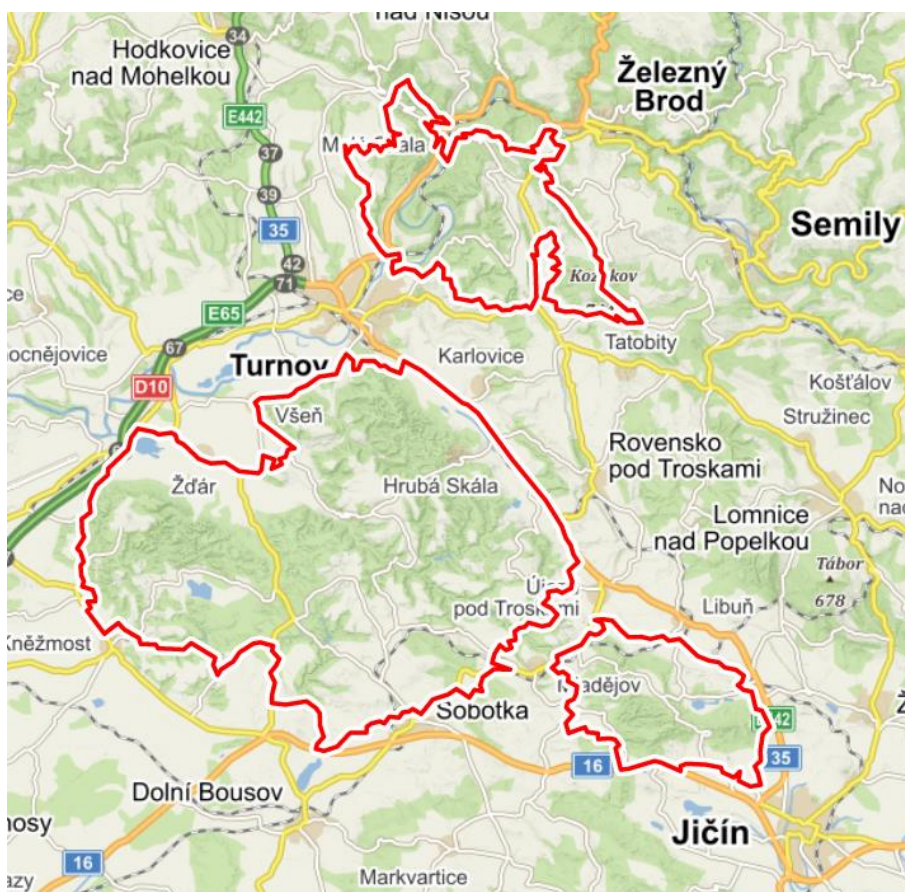 nad Nisou
Hodkovice
nad Mohelkou
34
E442
Železný
Brod
37
39
35
42
71
Semily
E65
Tatobity
67
Turnov
Karlovice
D10
Košťálov
Všeň
Stružinec
Rovensko
pod Troskami
Žďár
Hrubá Skála
Lomnice
nad Popelkou
Tábor
678
pod Troskami
Libuň
Kněžmost
Sobotka
16
35
Dolní Bousov
Jičín
16
Markvartice